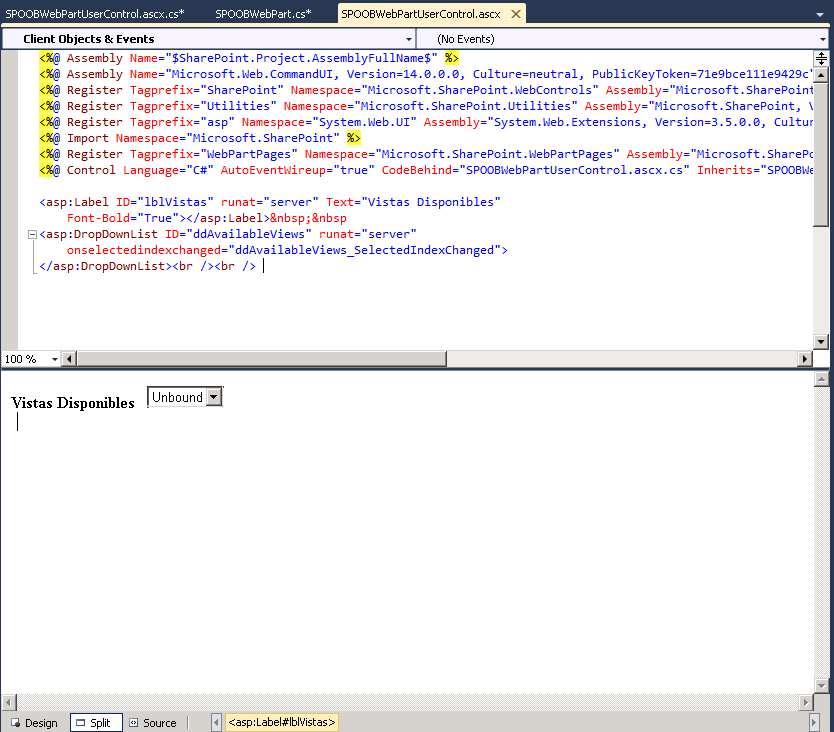 SPOOBWebPartUserControl.ascx.cs* SPOOBWebPart.cs* SPOOBWebPartUserControl.ascx
Client Objects & Events (No Events)
<%@ Assembly Name="$SharePoint.Project.AssemblyFullName$" %>
<%@ Assembly Name="Microsoft.Web.CommandUI, Version=14.0.0.0, Culture=neutral, PublicKeyToken=71e9bce111e9429c"
<%@ Register Tagprefix="SharePoint" Namespace="Microsoft.SharePoint.WebControls" Assembly="Microsoft.SharePoint
<%@ Register Tagprefix="Utilities" Namespace="Microsoft.SharePoint.Utilities" Assembly="Microsoft.SharePoint, V
<%@ Register Tagprefix="asp" Namespace="System.Web.UI" Assembly="System.Web.Extensions, Version=3.5.0.0, Cultur
<%@ Import Namespace="Microsoft.SharePoint" %>
<%@ Register Tagprefix="WebPartPages" Namespace="Microsoft.SharePoint.WebPartPages" Assembly="Microsoft.SharePo
<%@ Control Language="C#" AutoEventWireup="true" CodeBehind="SPOOBWebPartUserControl.ascx.cs" Inherits="SPOOBWe
<asp:Label ID="lblVistas" runat="server" Text="Vistas Disponibles"
Font-Bold="True"></asp:Label>&nbsp;&nbsp
<asp:DropDownList ID="ddAvailableViews" runat="server"
onselectedindexchanged="ddAvailableViews_SelectedIndexChanged">
</asp:DropDownList><br /><br />
100 %
Vistas Disponibles Unbound
Design Split Source <asp:Label#lblVistas>